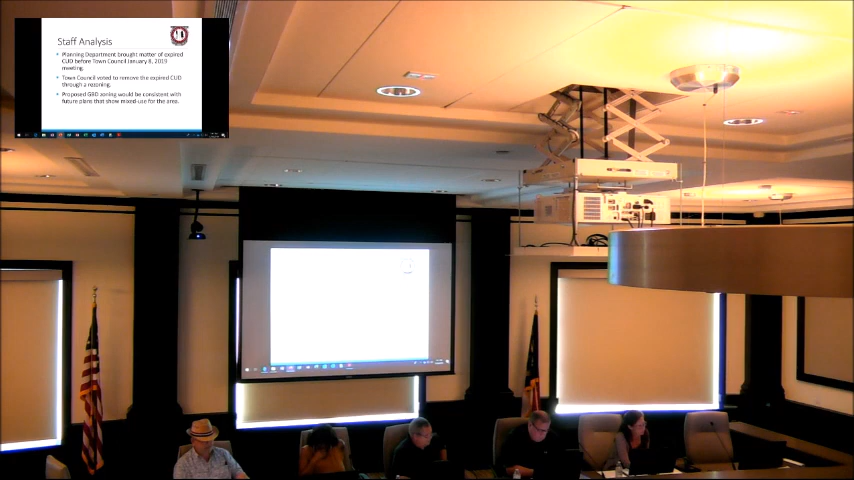 Staff Analysis
• Planning Department brought matter of expired
CUD before Town Council January 8, 2019
meeting.
• Town Council voted to remove the expired CUD
through a rezoning.
• Proposed GBD zoning would be consistent with
future plans that show mixed-use for the area.